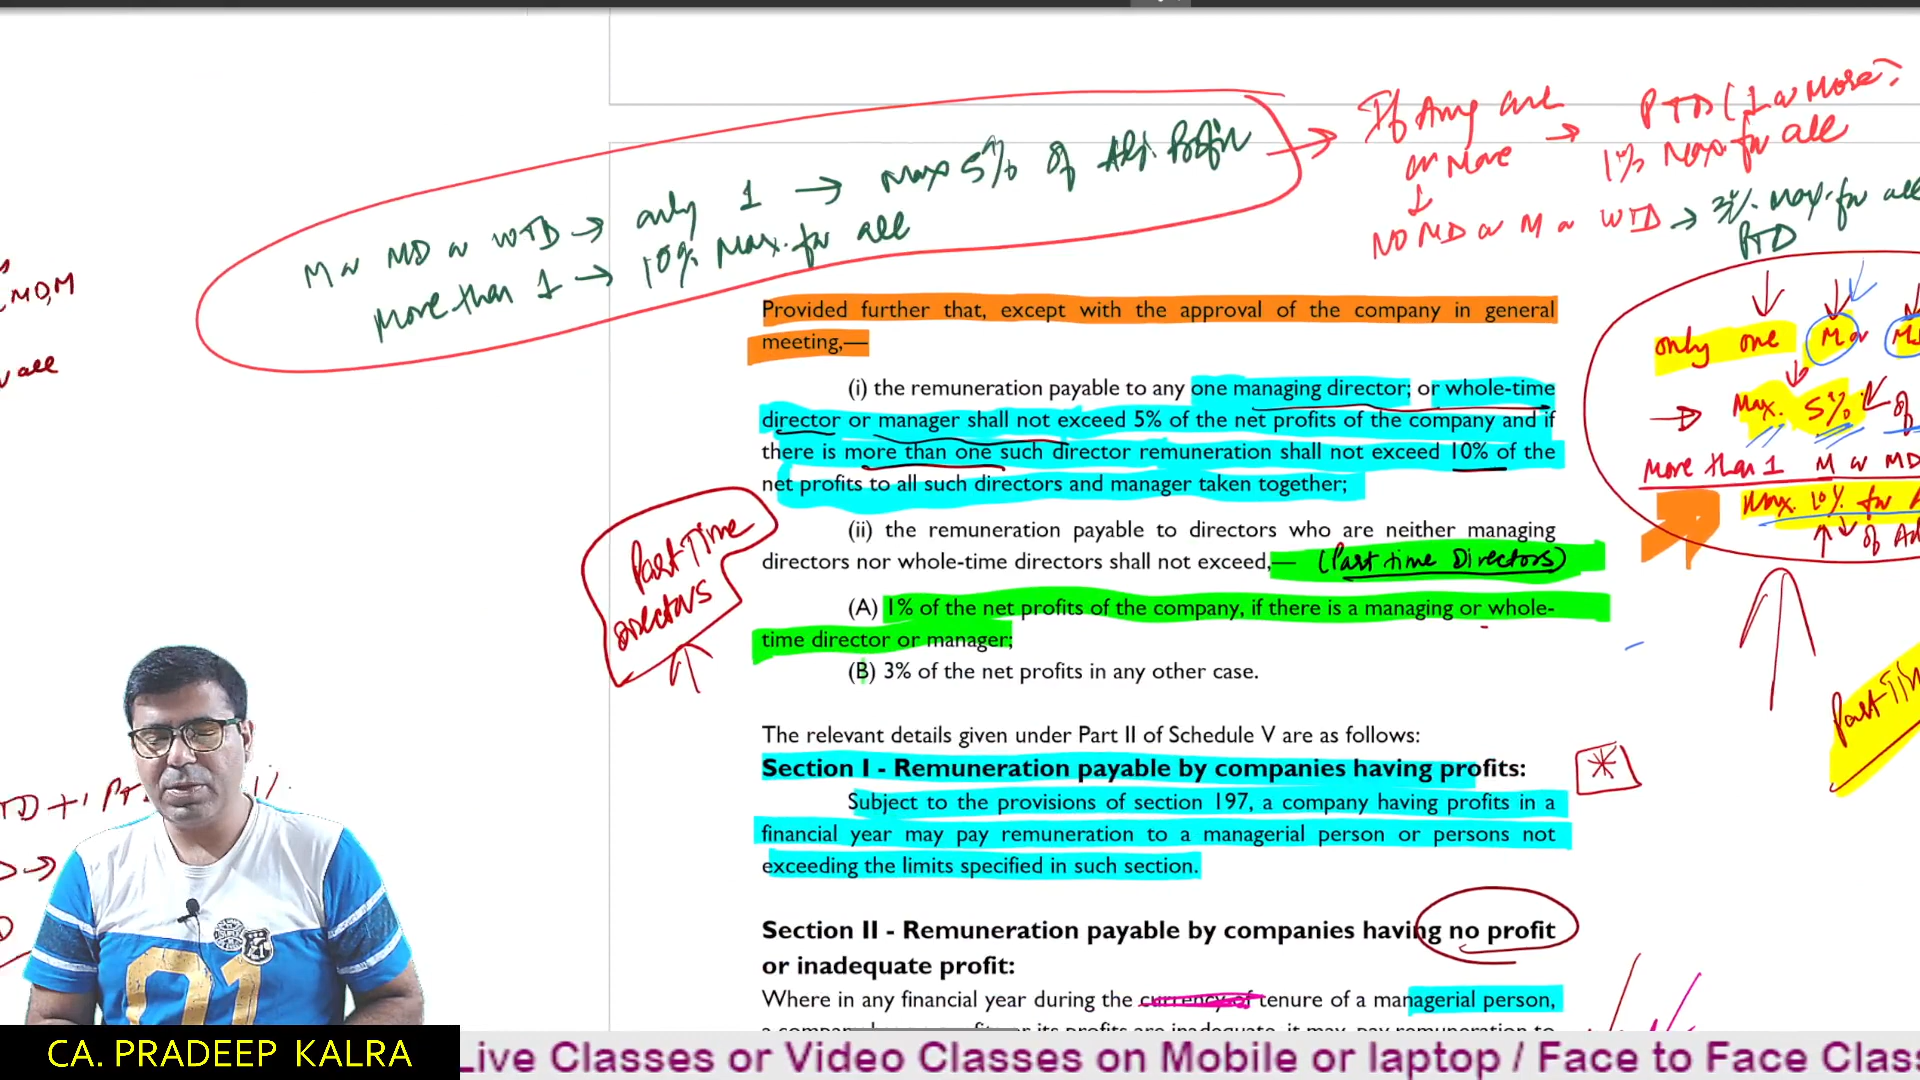 M or MD or WTD → only 1 → Max 5% of Adj. Profit
More than 1 → 10% Max. for all
If Any one
or More
↓
NO MD or M or WTD → 3% Max. for all
PTD
→ PTD (1 or More)
1% Max. for all
MD, M
all
Provided further that, except with the approval of the company in general
meeting,—
(i) the remuneration payable to any one managing director; or whole-time
director or manager shall not exceed 5% of the net profits of the company and if
there is more than one such director remuneration shall not exceed 10% of the
net profits to all such directors and manager taken together;
(ii) the remuneration payable to directors who are neither managing
directors nor whole-time directors shall not exceed,— (Part time Directors)
(A) 1% of the net profits of the company, if there is a managing or whole-
time director or manager;
(B) 3% of the net profits in any other case.
Part Time
Directors
only one M or
→ Max. 5% of
More than 1 M or MD
Max. 10% for
of
The relevant details given under Part II of Schedule V are as follows:
Section I - Remuneration payable by companies having profits:
Subject to the provisions of section 197, a company having profits in a
financial year may pay remuneration to a managerial person or persons not
exceeding the limits specified in such section.
Section II - Remuneration payable by companies having no profit
or inadequate profit:
Where in any financial year during the currency of tenure of a managerial person,
01
CA. PRADEEP KALRA
Live Classes or Video Classes on Mobile or laptop / Face to Face Clas